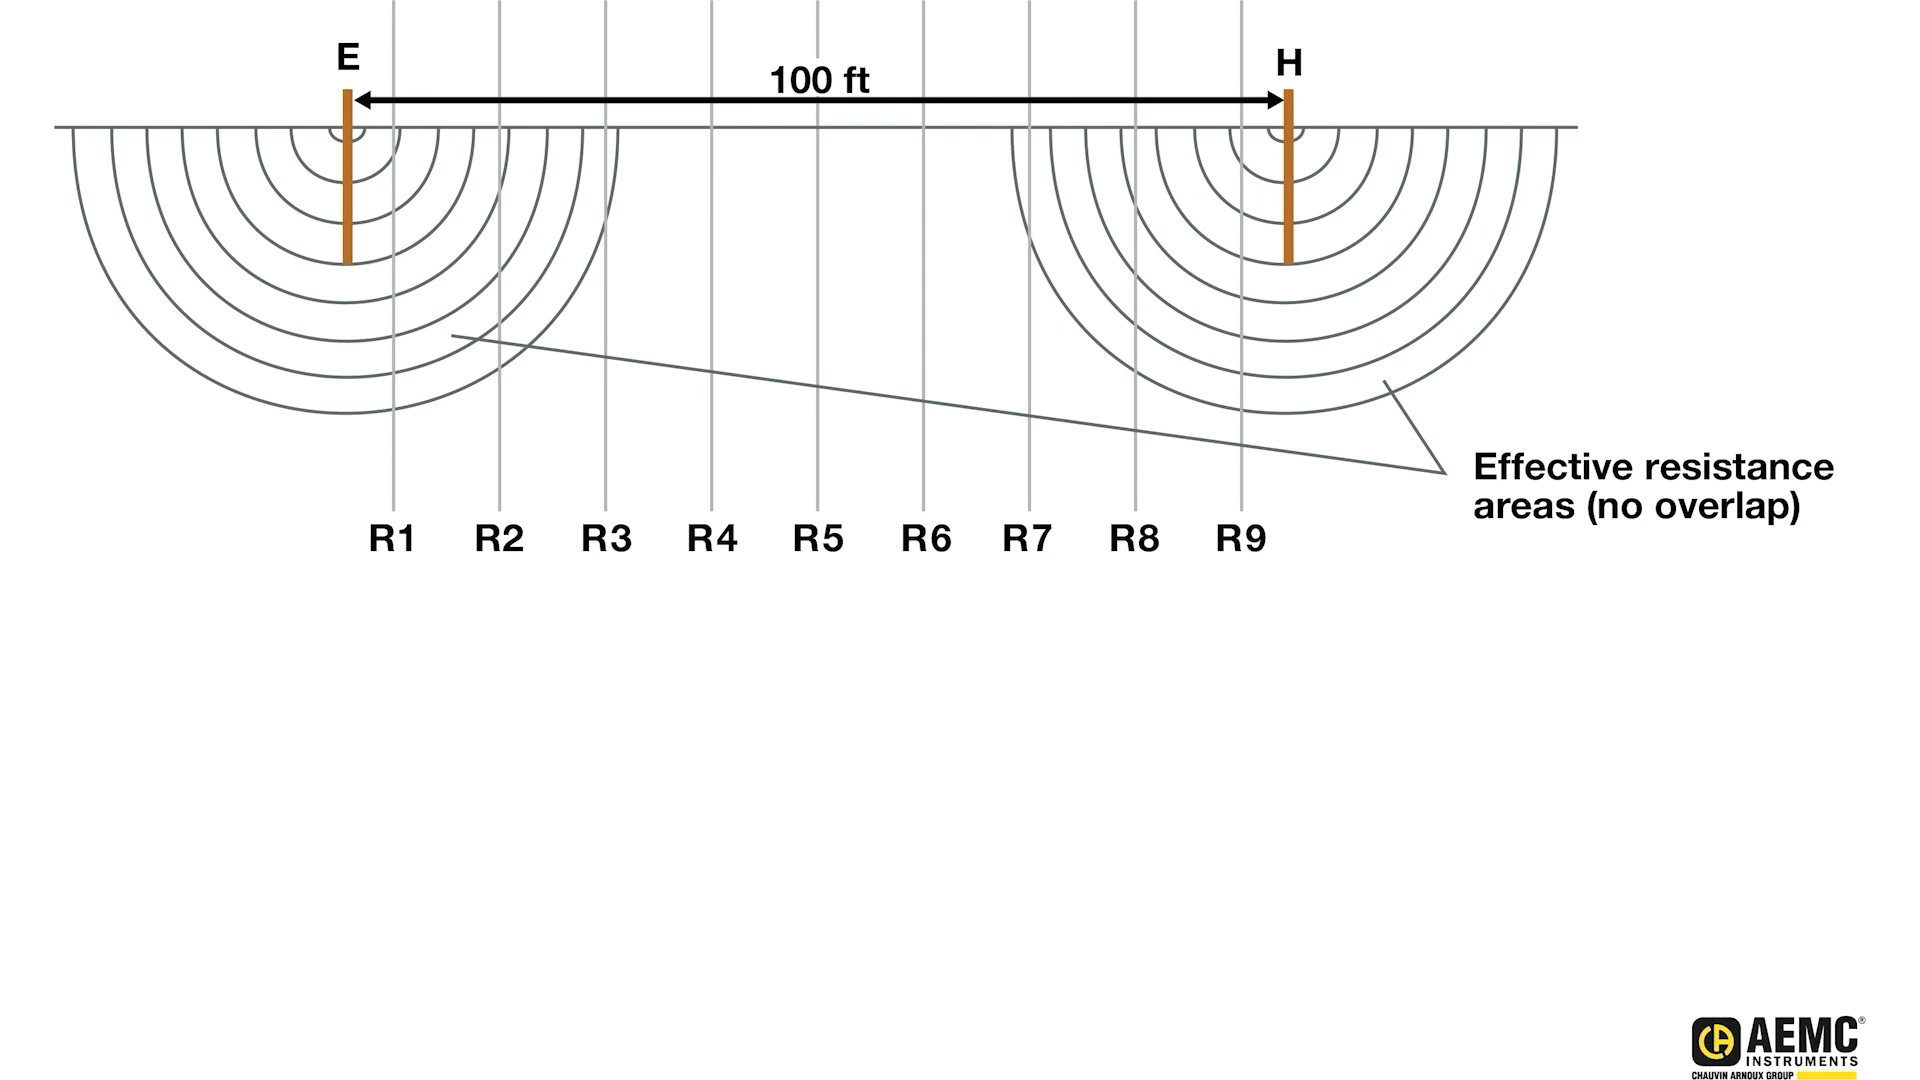 E
H
100 ft
Effective resistance
areas (no overlap)
R1 R2 R3 R4 R5 R6 R7 R8 R9
AEMC®
INSTRUMENTS
CHAUVIN ARNOUX GROUP